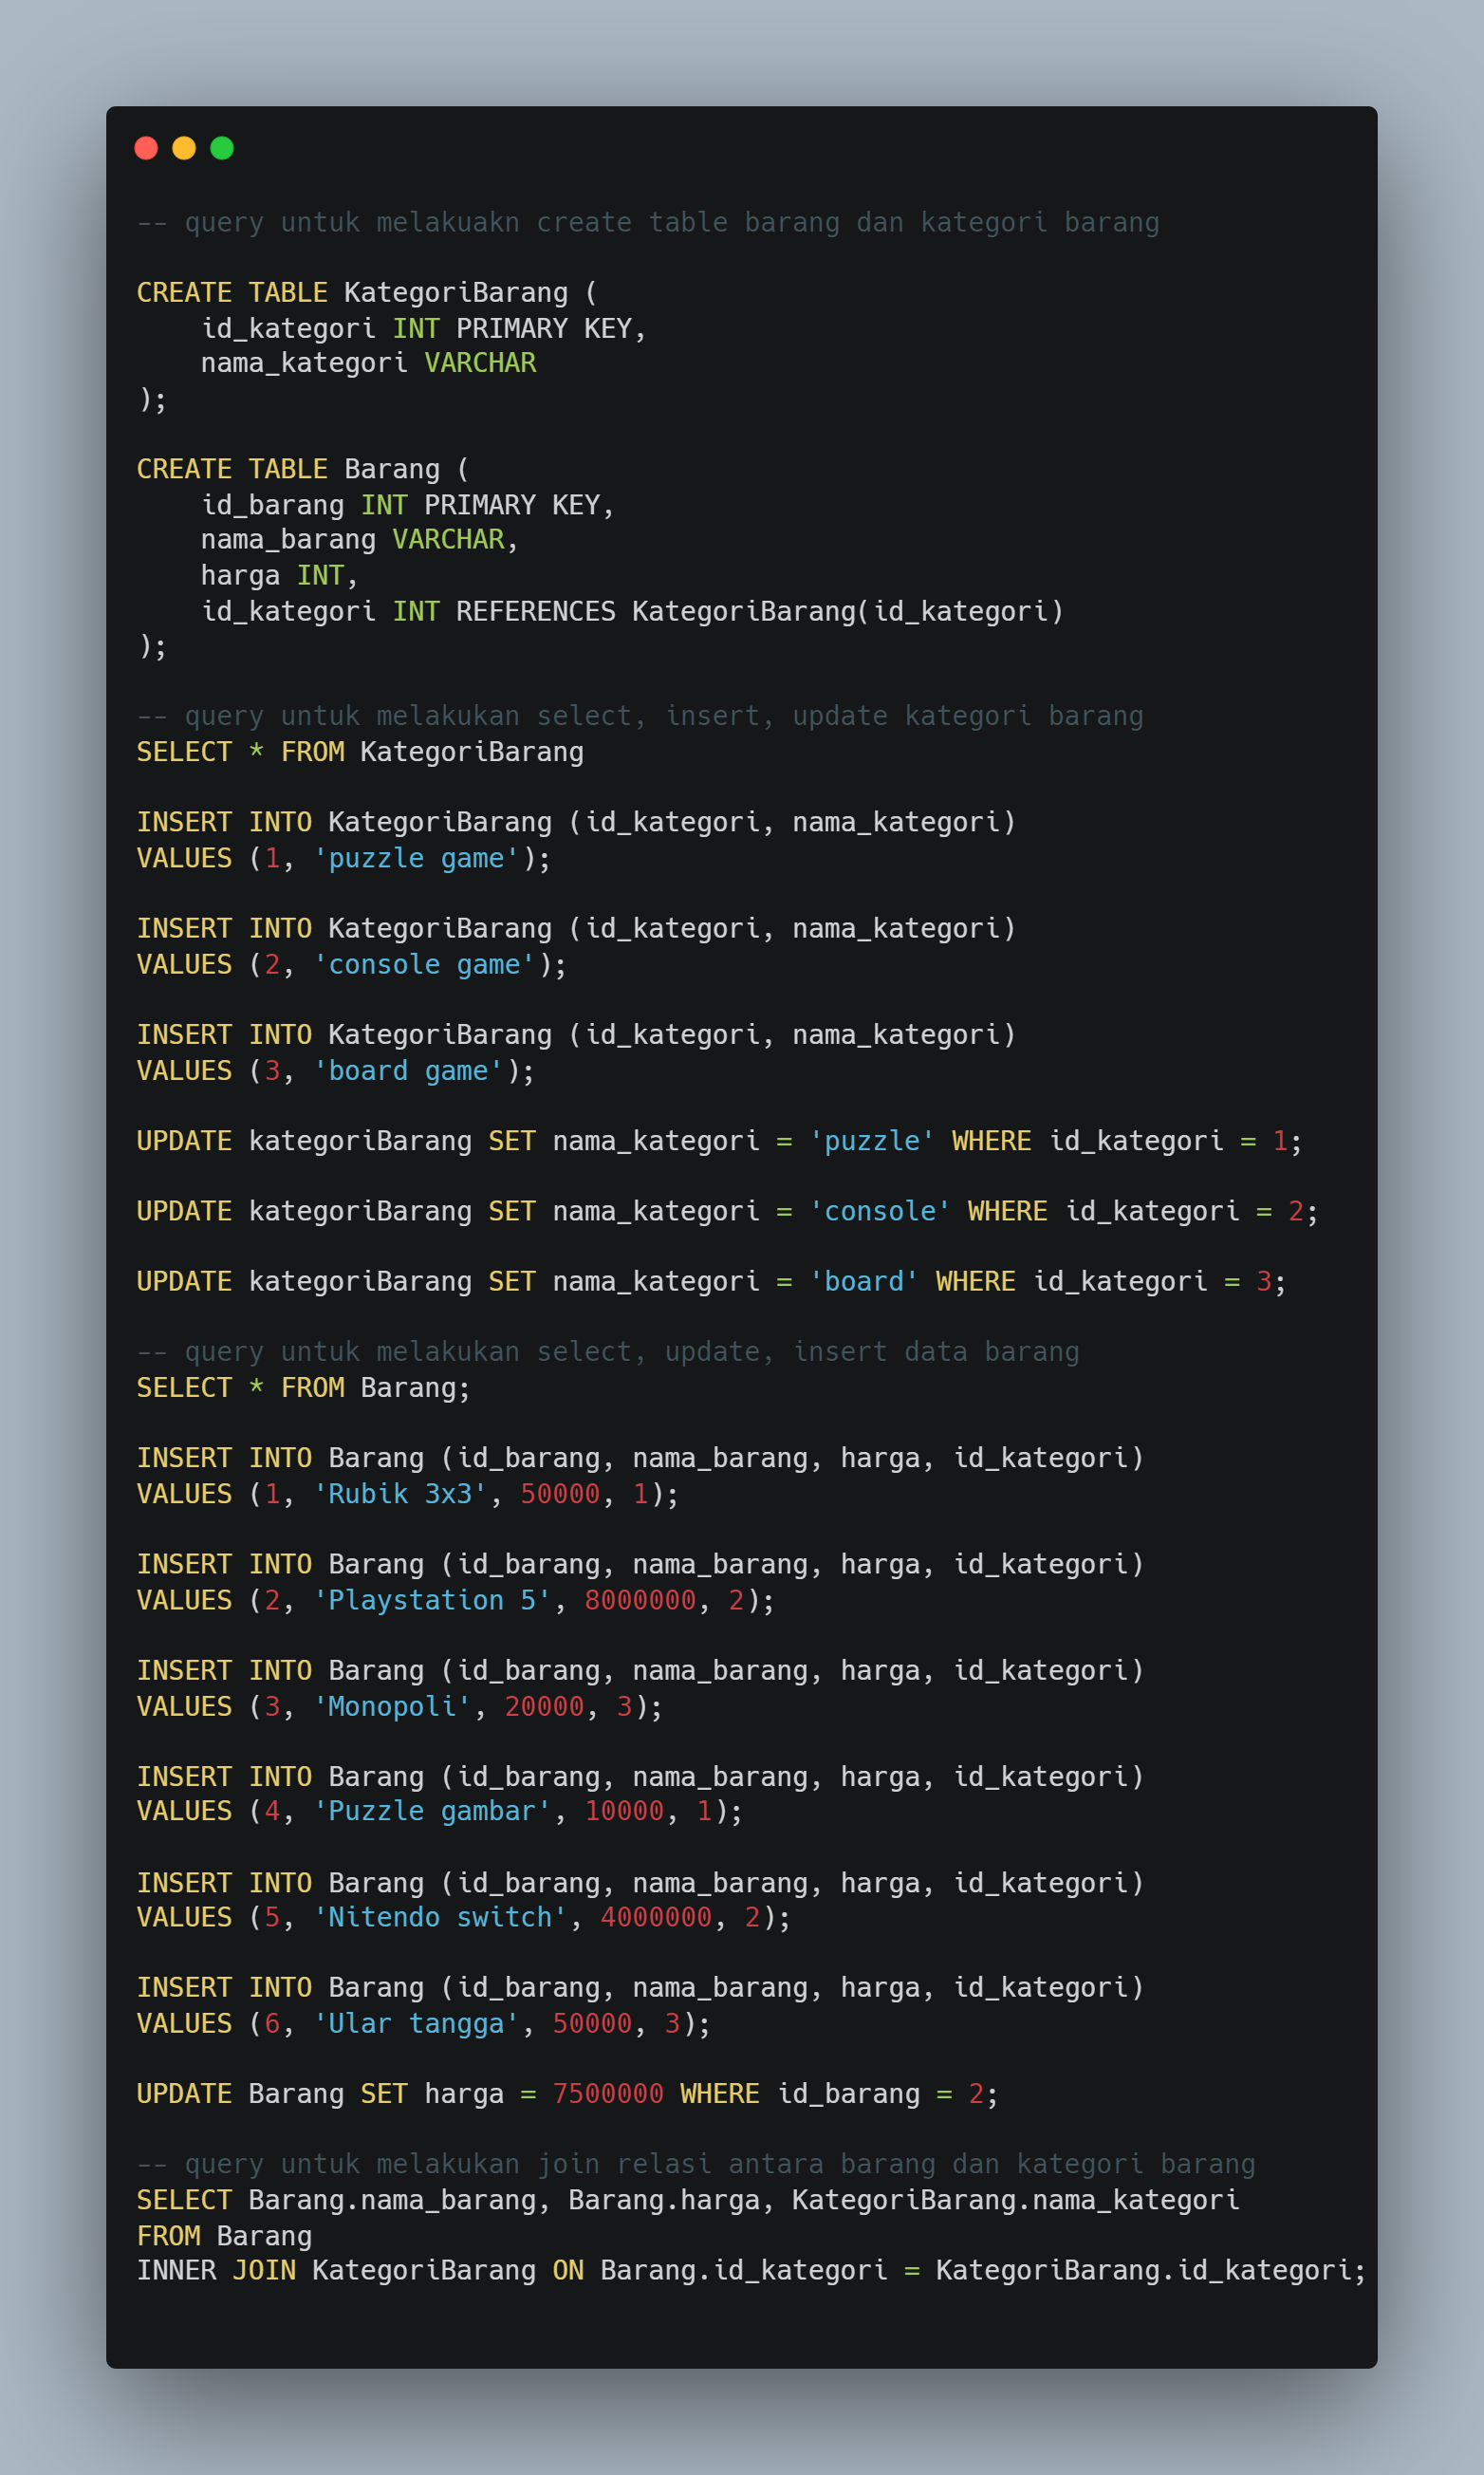 -- query untuk melakuakn create table barang dan kategori barang
CREATE TABLE KategoriBarang (
    id_kategori INT PRIMARY KEY,
    nama_kategori VARCHAR
);
CREATE TABLE Barang (
    id_barang INT PRIMARY KEY,
    nama_barang VARCHAR,
    harga INT,
    id_kategori INT REFERENCES KategoriBarang(id_kategori)
);
-- query untuk melakukan select, insert, update kategori barang
SELECT * FROM KategoriBarang
INSERT INTO KategoriBarang (id_kategori, nama_kategori)
VALUES (1, 'puzzle game');
INSERT INTO KategoriBarang (id_kategori, nama_kategori)
VALUES (2, 'console game');
INSERT INTO KategoriBarang (id_kategori, nama_kategori)
VALUES (3, 'board game');
UPDATE kategoriBarang SET nama_kategori = 'puzzle' WHERE id_kategori = 1;
UPDATE kategoriBarang SET nama_kategori = 'console' WHERE id_kategori = 2;
UPDATE kategoriBarang SET nama_kategori = 'board' WHERE id_kategori = 3;
-- query untuk melakukan select, update, insert data barang
SELECT * FROM Barang;
INSERT INTO Barang (id_barang, nama_barang, harga, id_kategori)
VALUES (1, 'Rubik 3x3', 50000, 1);
INSERT INTO Barang (id_barang, nama_barang, harga, id_kategori)
VALUES (2, 'Playstation 5', 8000000, 2);
INSERT INTO Barang (id_barang, nama_barang, harga, id_kategori)
VALUES (3, 'Monopoli', 20000, 3);
INSERT INTO Barang (id_barang, nama_barang, harga, id_kategori)
VALUES (4, 'Puzzle gambar', 10000, 1);
INSERT INTO Barang (id_barang, nama_barang, harga, id_kategori)
VALUES (5, 'Nitendo switch', 4000000, 2);
INSERT INTO Barang (id_barang, nama_barang, harga, id_kategori)
VALUES (6, 'Ular tangga', 50000, 3);
UPDATE Barang SET harga = 7500000 WHERE id_barang = 2;
-- query untuk melakukan join relasi antara barang dan kategori barang
SELECT Barang.nama_barang, Barang.harga, KategoriBarang.nama_kategori
FROM Barang
INNER JOIN KategoriBarang ON Barang.id_kategori = KategoriBarang.id_kategori;